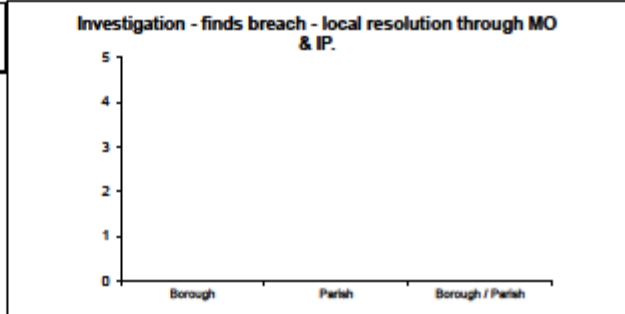 Investigation - finds breach - local resolution through MO
& IP.
5
4
3
2
1
0
Borough
Parish
Borough / Parish